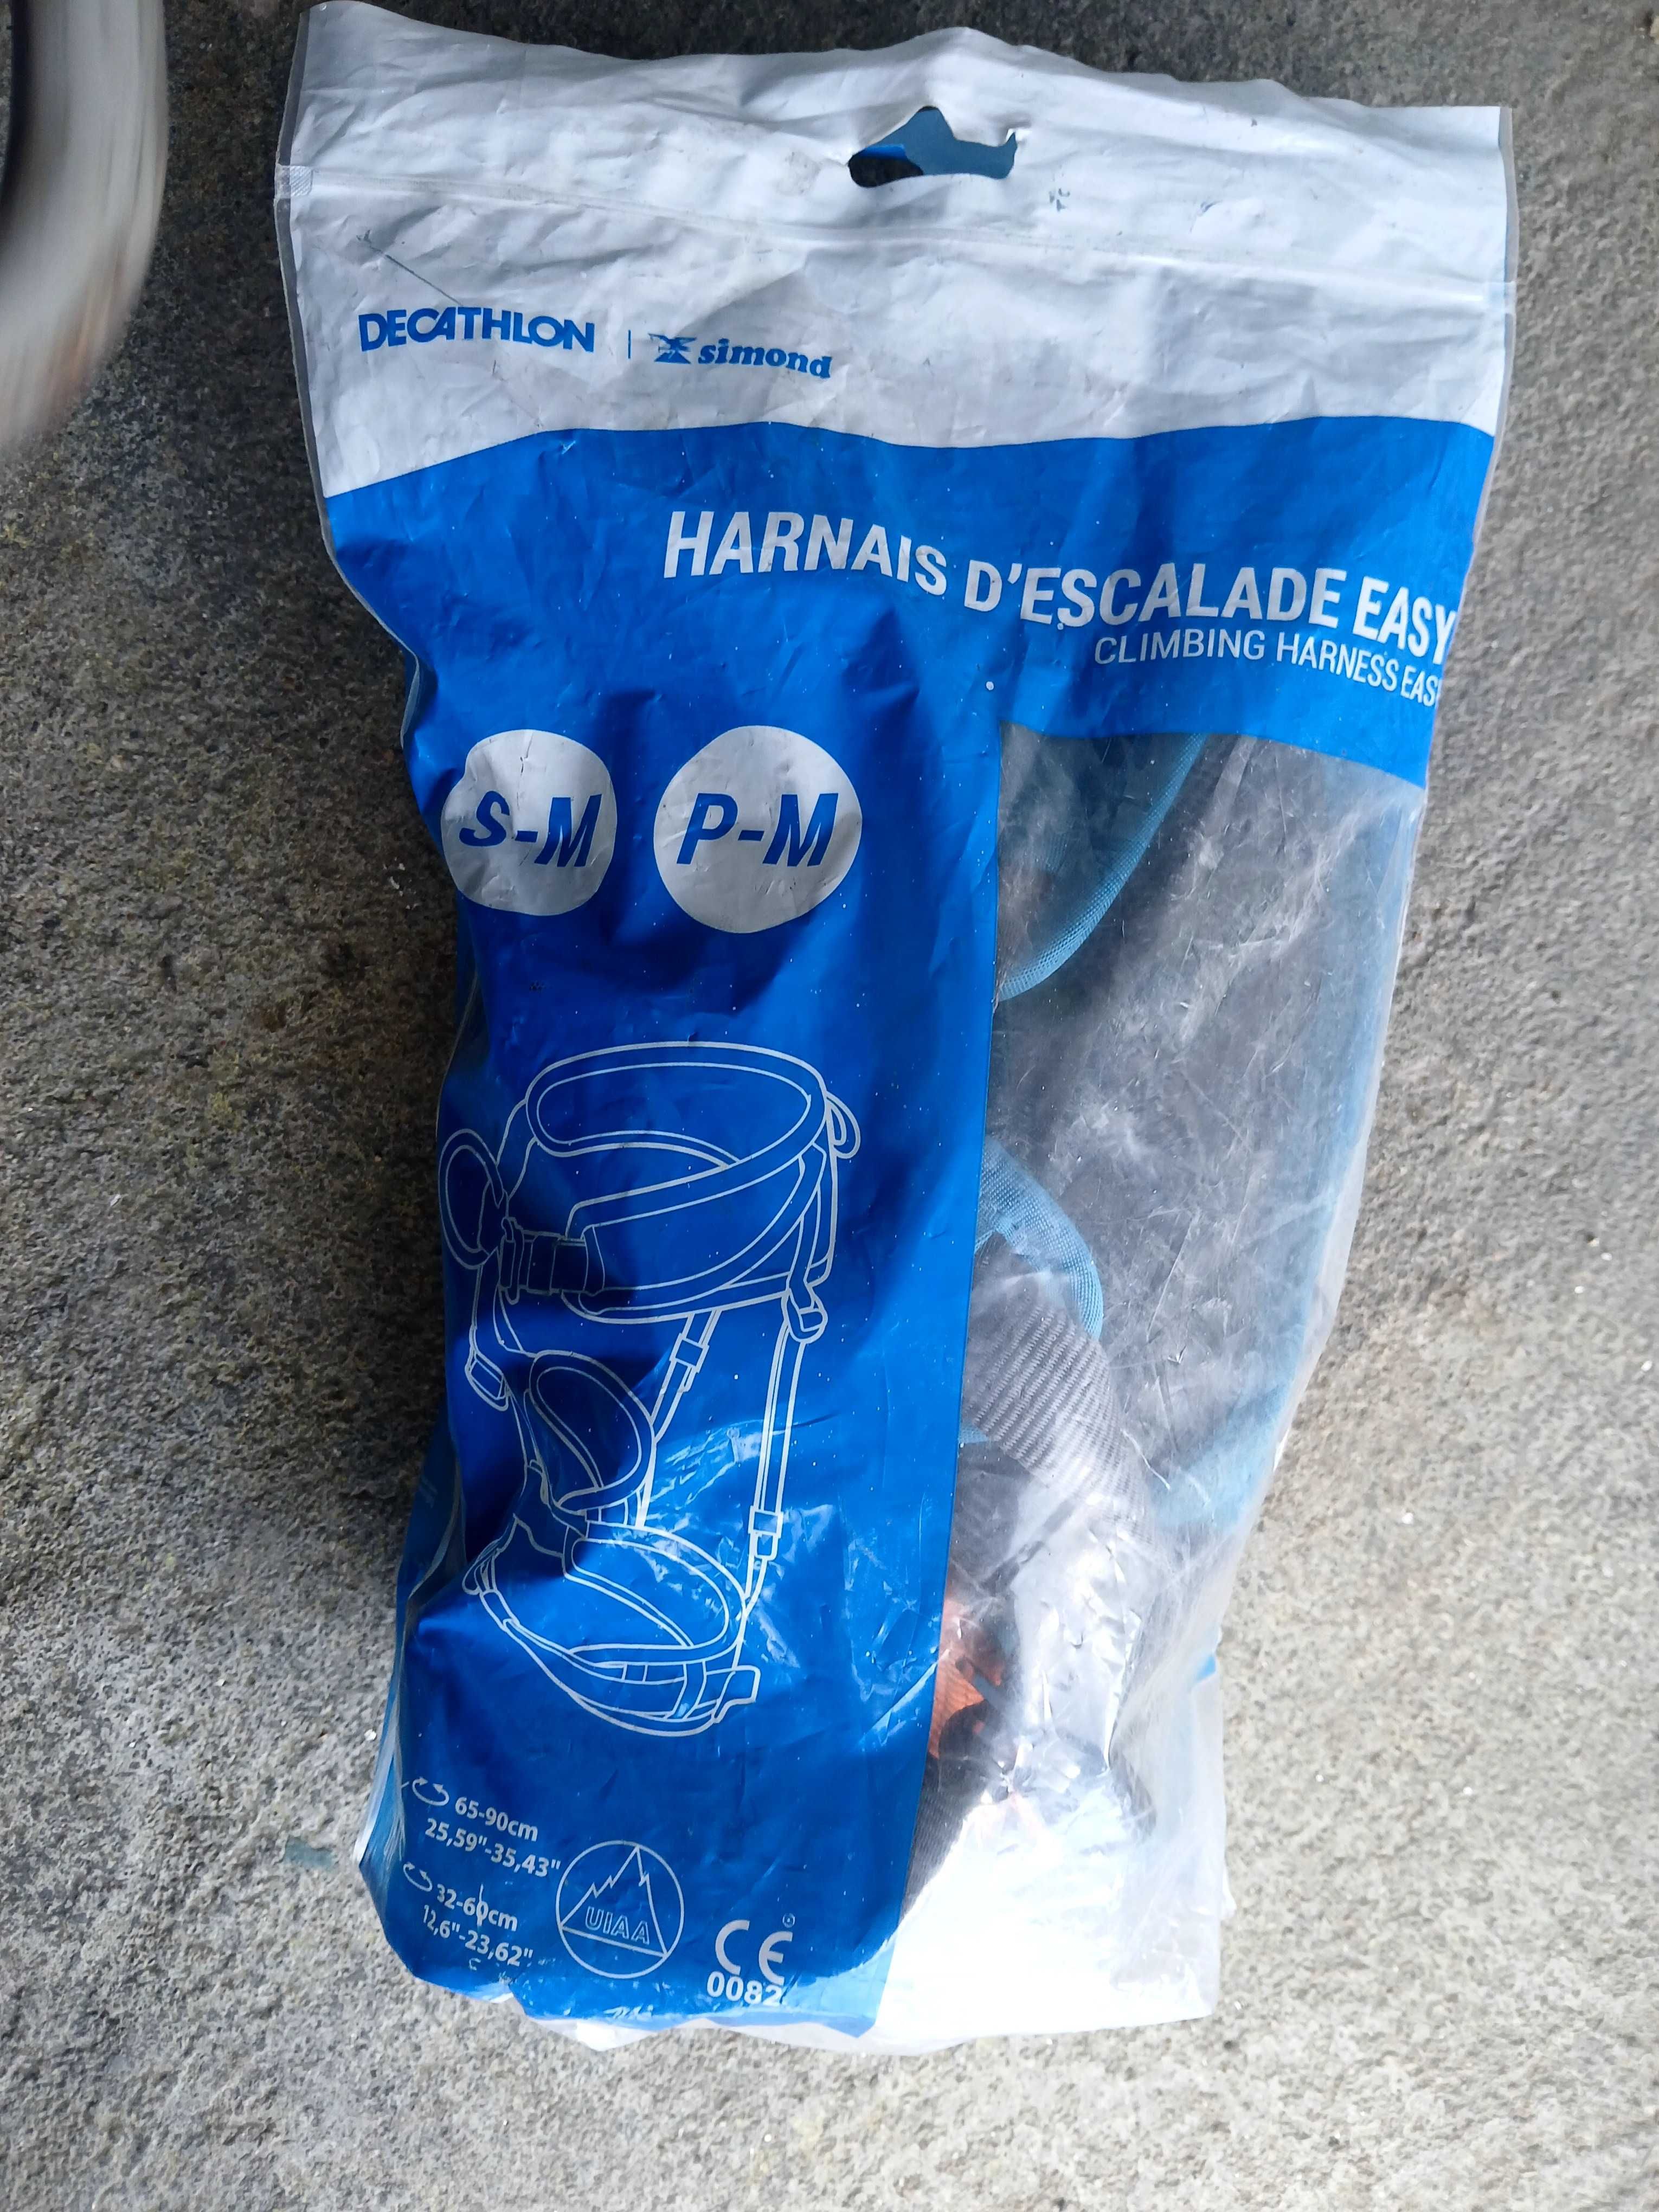 DECATHLON | simond
HARNAIS D'ESCALADE EASY
CLIMBING HARNESS EASY
S-M P-M
65-90cm
25,59"-35,43"
32-60cm
12,6"-23,62"
UIAA
CE
0082